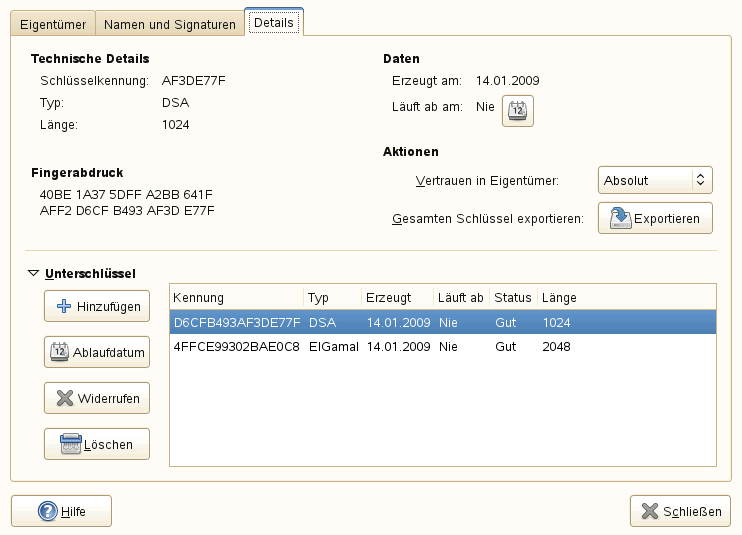 Eigentümer Namen und Signaturen Details
Technische Details
Schlüsselkennung: AF3DE77F
Typ: DSA
Länge: 1024
Daten
Erzeugt am: 14.01.2009
Läuft ab am: Nie 12
Fingerabdruck
40BE 1A37 5DFF A2BB 641F
AFF2 D6CF B493 AF3D E77F
Aktionen
Vertrauen in Eigentümer: Absolut
Gesamten Schlüssel exportieren: Exportieren
Unterschlüssel
Hinzufügen
12 Ablaufdatum
Widerrufen
Löschen
Kennung Typ Erzeugt Läuft ab Status Länge
D6CFB493AF3DE77F DSA 14.01.2009 Nie Gut 1024
4FFCE99302BAE0C8 ElGamal 14.01.2009 Nie Gut 2048
Hilfe Schließen